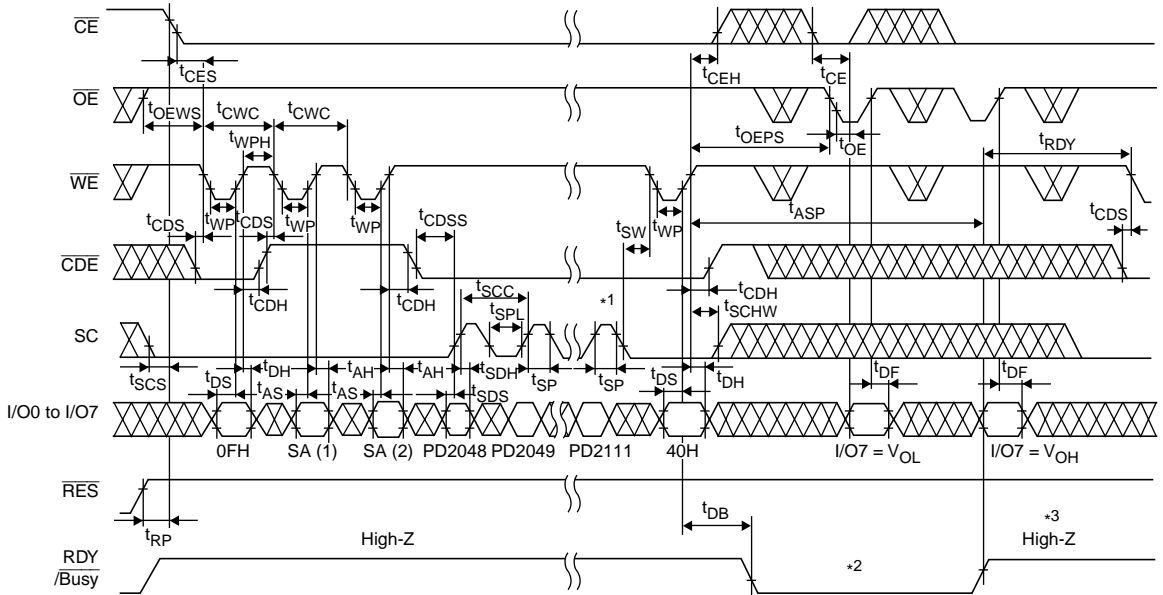 CE
tCES
tCEH
tCE
OE
tOEWS
tCWC
tCWC
tWPH
tOEPS
tOE
tRDY
WE
tCDS
tWP
tCDS
tWP
tWP
tCDSS
tSW
tWP
tASP
tCDS
CDE
tCDH
tCDH
tSCC
tSPL
*1
tCDH
tSCHW
SC
tSCS
tDS
tDH
tAS
tAH
tAS
tAH
tSDH
tSDS
tSP
tSP
tDS
tDH
tDF
tDF
I/O0 to I/O7
0FH
SA (1)
SA (2)
PD2048
PD2049
PD2111
40H
I/O7 = VOL
I/O7 = VOH
RES
tRP
tDB
*3
RDY
/Busy
High-Z
*2
High-Z